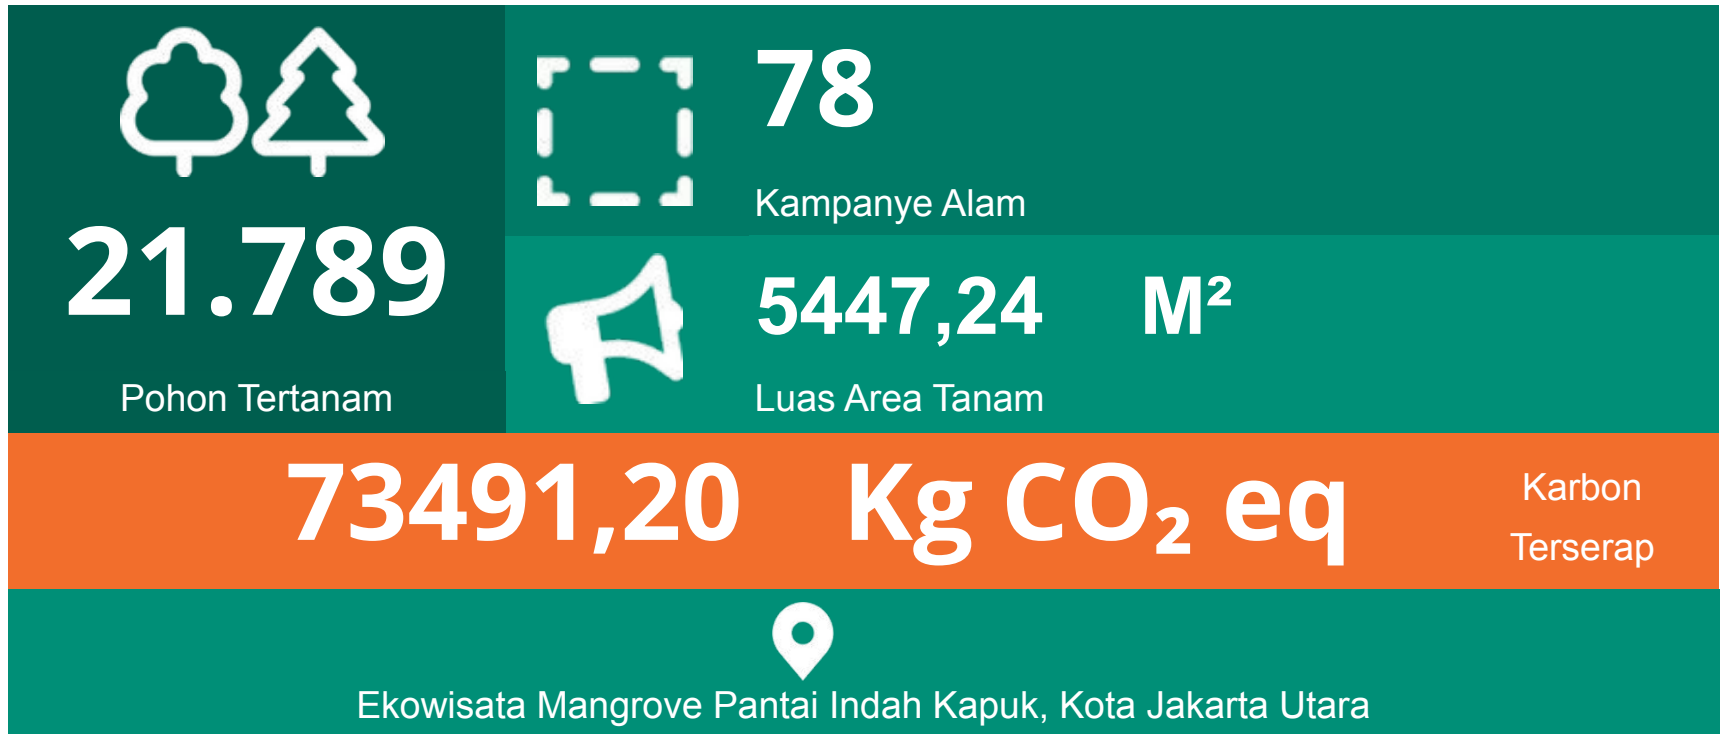 21.789
Pohon Tertanam
78
Kampanye Alam
5447,24 M²
Luas Area Tanam
73491,20 Kg CO₂ eq
Karbon
Terserap
Ekowisata Mangrove Pantai Indah Kapuk, Kota Jakarta Utara